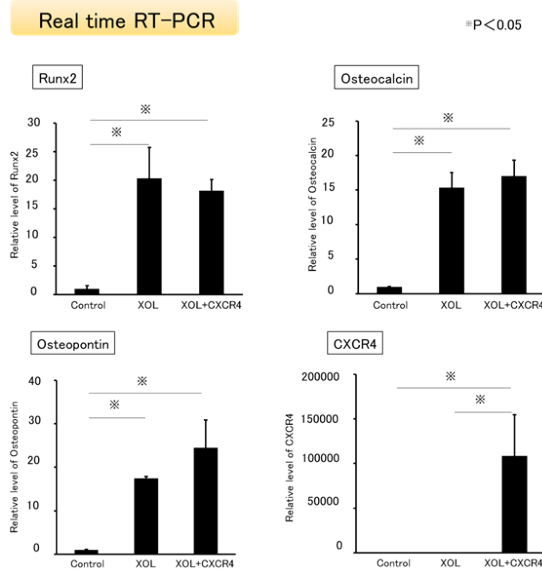 Real time RT-PCR
※P＜0.05
Runx2
※
※
Relative level of Runx2
30
25
20
15
10
5
0
Control XOL XOL+CXCR4
Osteocalcin
※
※
Relative level of Osteocalcin
25
20
15
10
5
0
Control XOL XOL+CXCR4
Osteopontin
※
※
Relative level of Osteopontin
40
30
20
10
0
Control XOL XOL+CXCR4
CXCR4
※
※
Relative level of CXCR4
200000
150000
100000
50000
0
Control XOL XOL+CXCR4